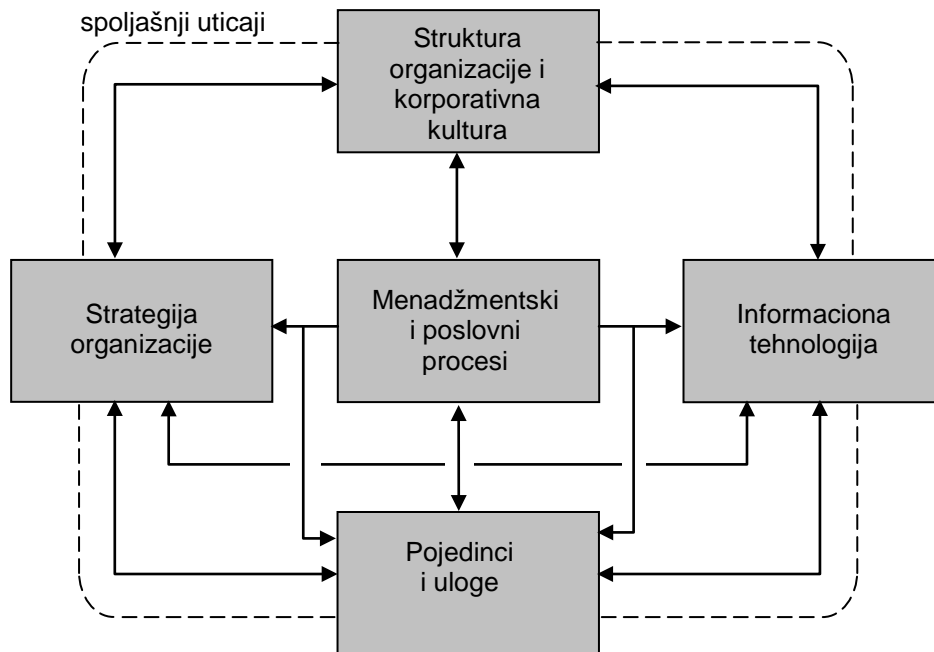 spoljašnji uticaji
Struktura
organizacije i
korporativna
kultura
Strategija
organizacije
Menadžmentski
i poslovni
procesi
Informaciona
tehnologija
Pojedinci
i uloge